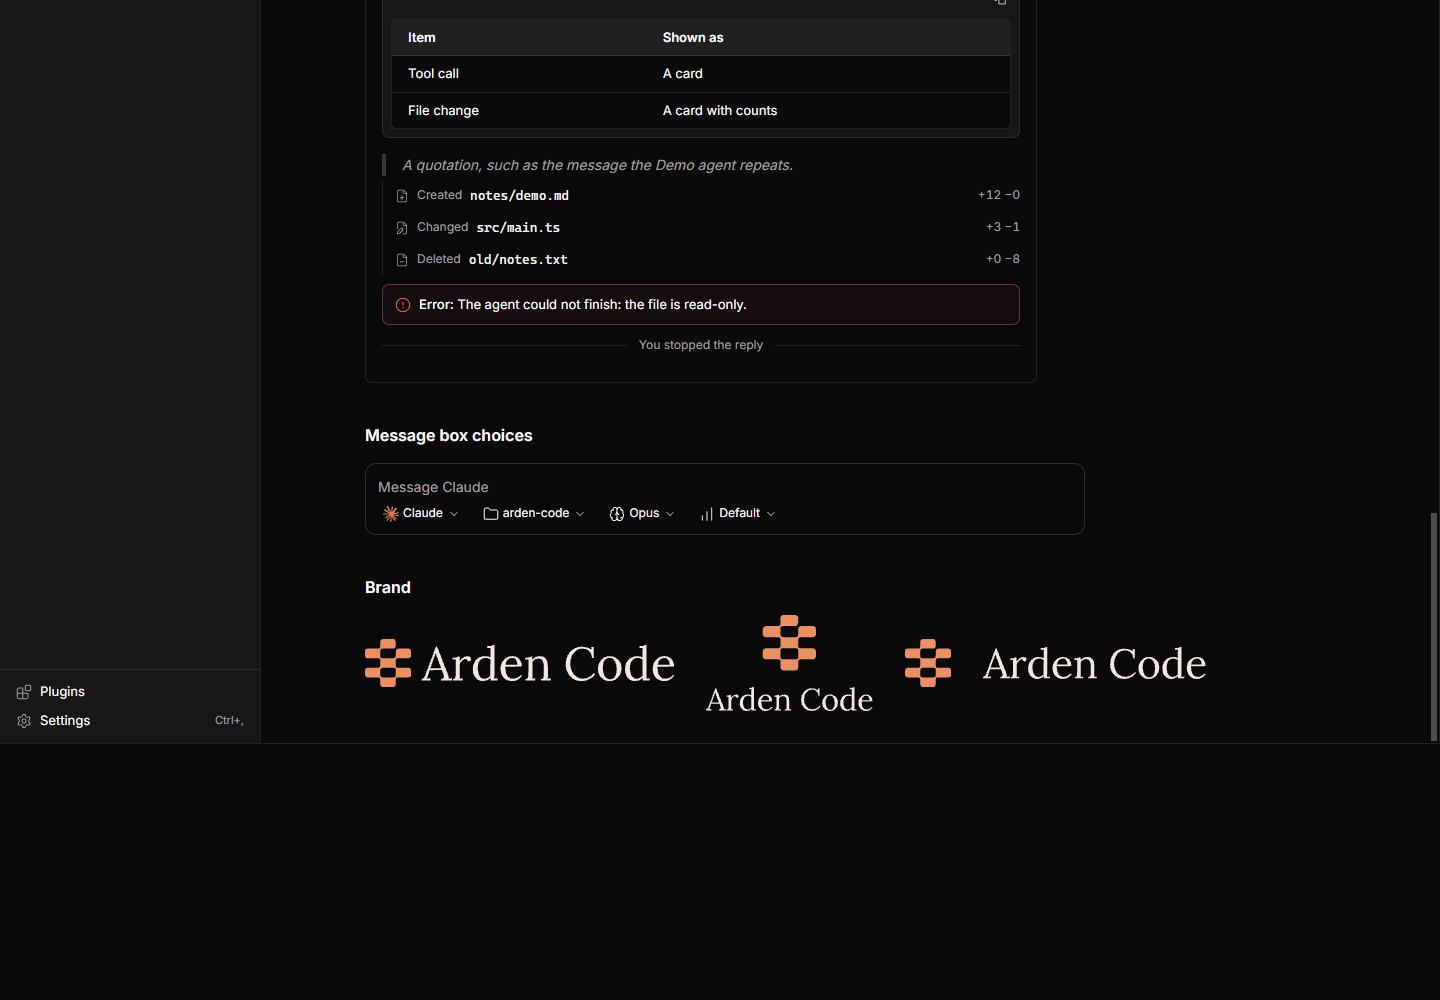 Item Shown as
Tool call A card
File change A card with counts
A quotation, such as the message the Demo agent repeats.
Created notes/demo.md +12 −0
Changed src/main.ts +3 −1
Deleted old/notes.txt +0 −8
Error: The agent could not finish: the file is read-only.
You stopped the reply
Message box choices
Message Claude
Claude arden-code Opus Default
Brand
Arden Code
Arden Code
Arden Code
Plugins
Settings Ctrl+,